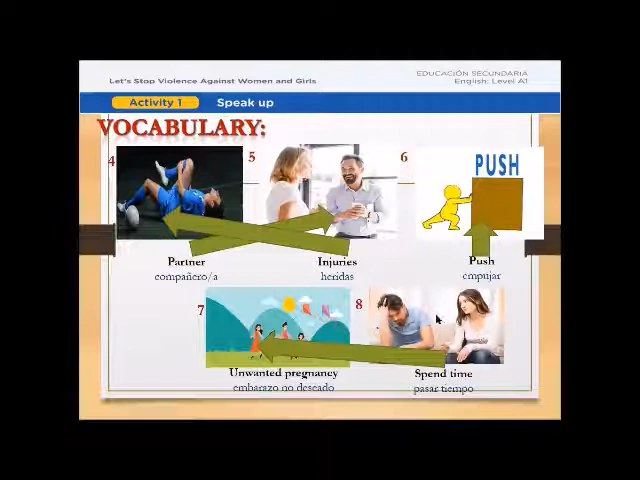 Let's Stop Violence Against Women and Girls
EDUCACIÓN SECUNDARIA
English: Level A1
Activity 1
Speak up
VOCABULARY:
4
5
6
PUSH
Partner
compañero/a
Injuries
heridas
Push
empujar
7
8
Unwanted pregnancy
embarazo no deseado
Spend time
pasar tiempo